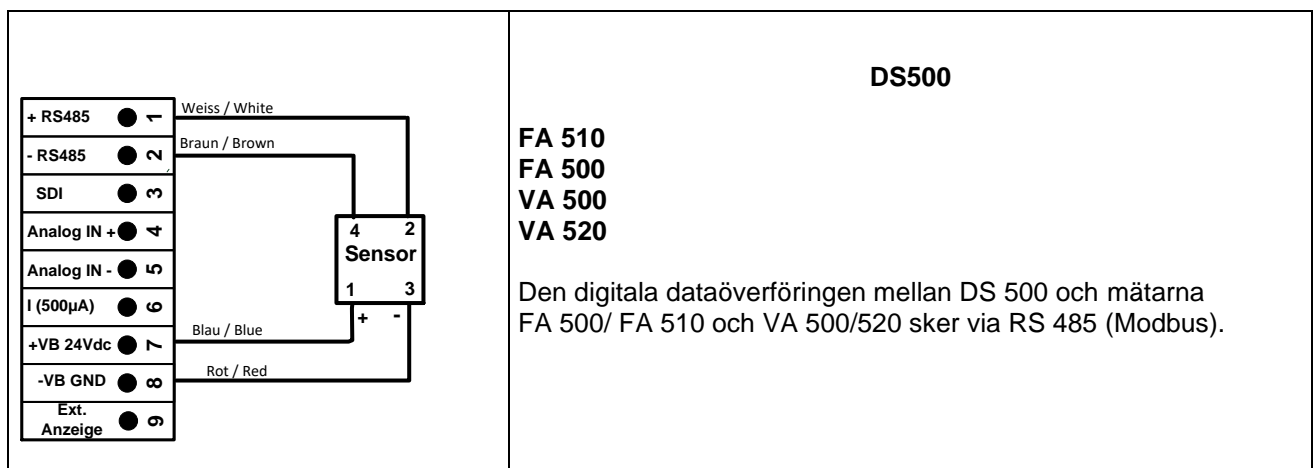 + RS485 1
- RS485 2
SDI 3
Analog IN + 4
Analog IN - 5
I (500µA) 6
+VB 24Vdc 7
-VB GND 8
Ext.
Anzeige 9
Weiss / White
Braun / Brown
4 2
Sensor
1 3
+ -
Blau / Blue
Rot / Red
DS500
FA 510
FA 500
VA 500
VA 520
Den digitala dataöverföringen mellan DS 500 och mätarna
FA 500/ FA 510 och VA 500/520 sker via RS 485 (Modbus).